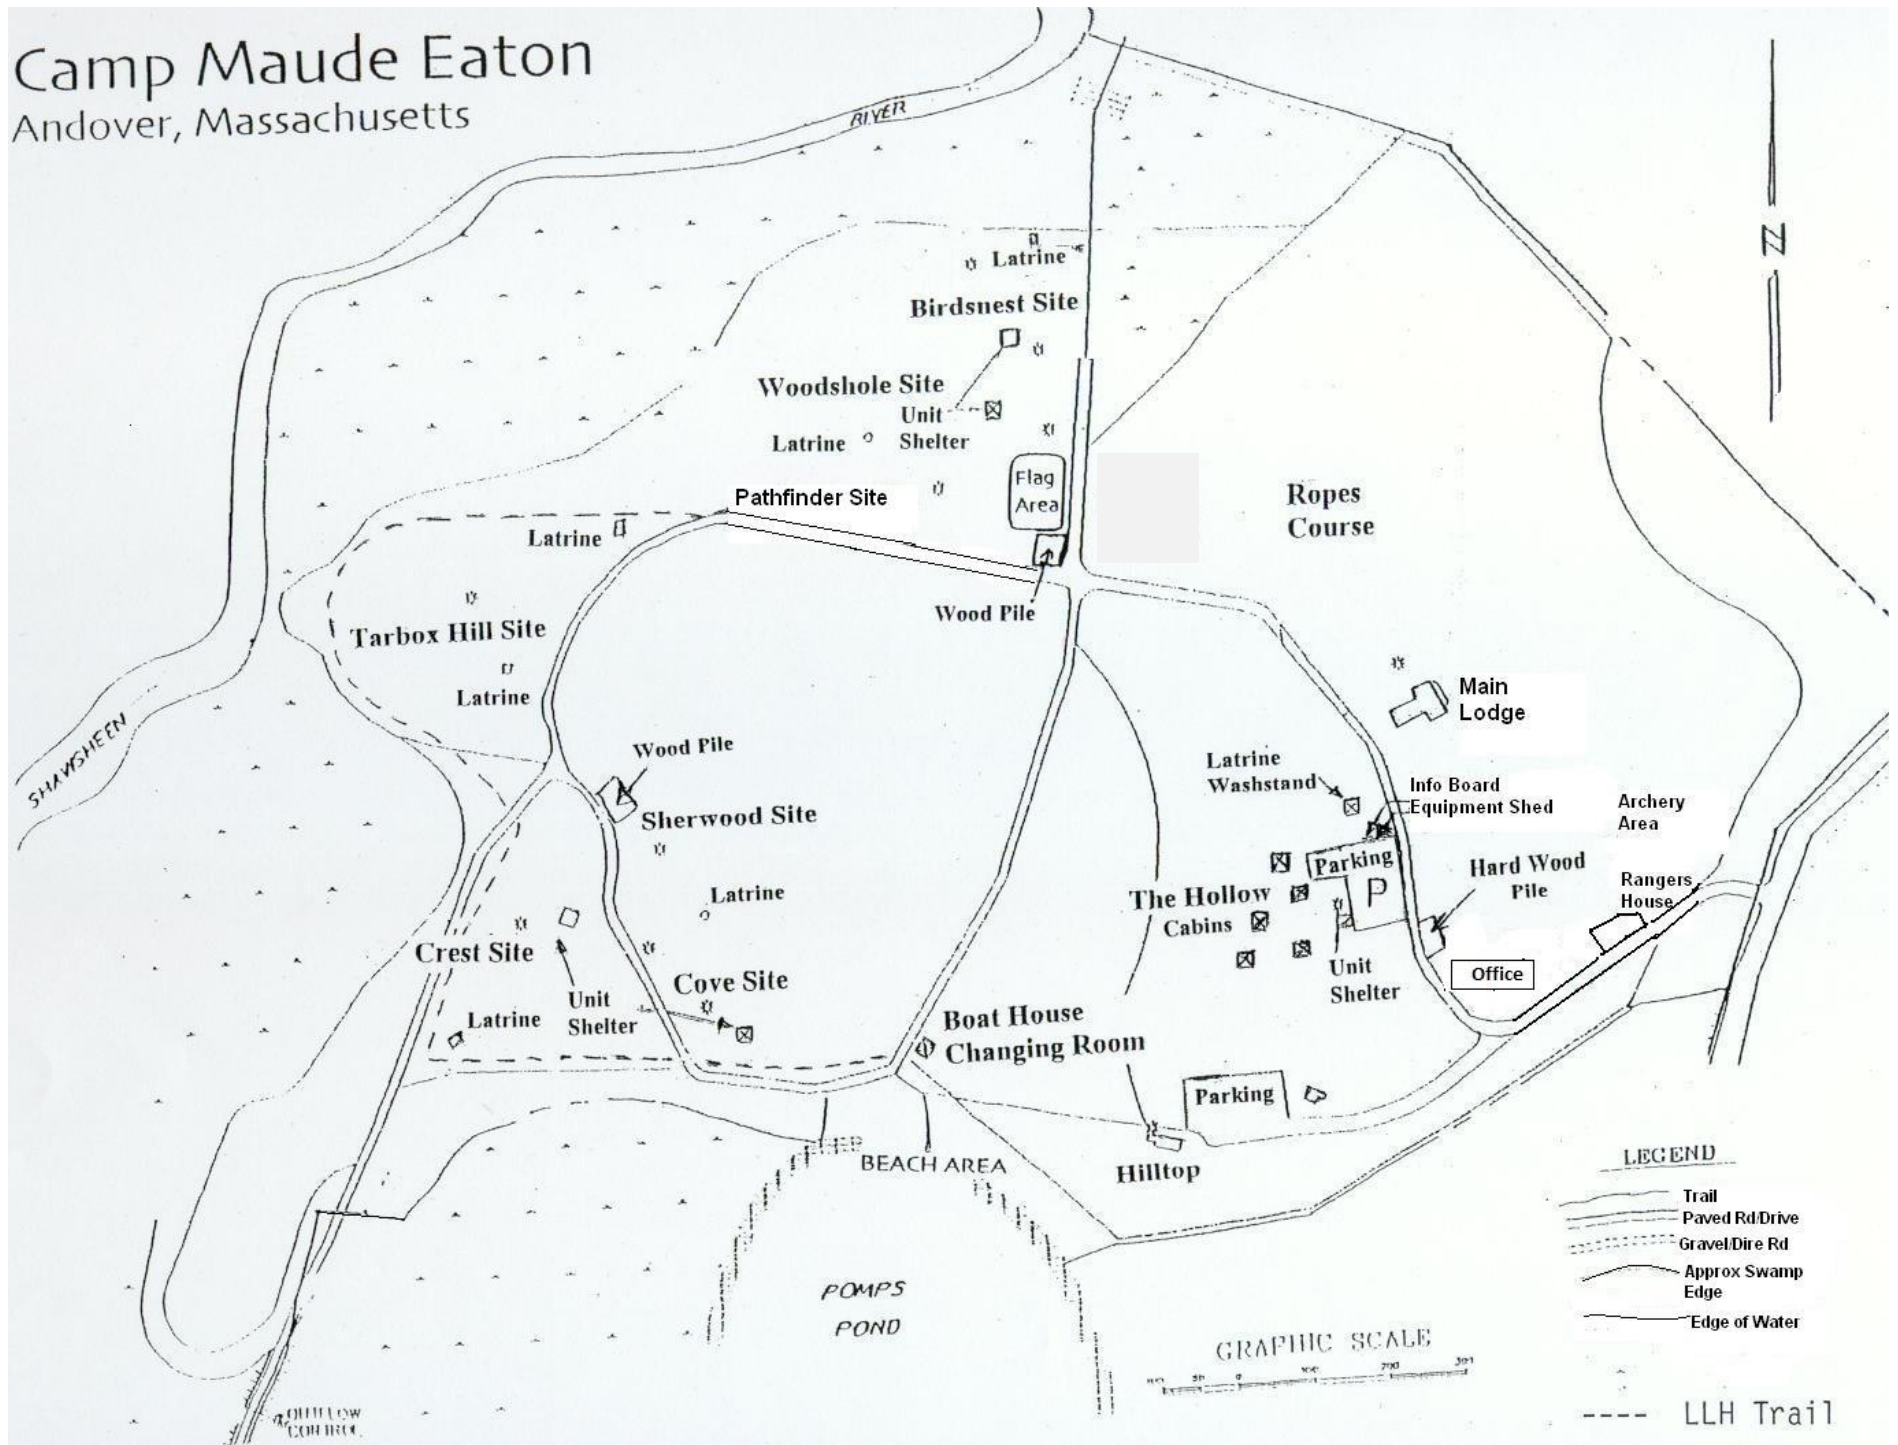 Camp Maude Eaton
Andover, Massachusetts
RIVER
N
Latrine
Birdsnest Site
Woodshole Site
Unit
Shelter
Latrine
Flag
Area
Pathfinder Site
Ropes
Course
Latrine
Wood Pile
Tarbox Hill Site
Latrine
Main
Lodge
SHAWSHEEN
Wood Pile
Latrine
Washstand
Info Board
Equipment Shed
Archery
Area
Sherwood Site
Parking
P
Hard Wood
Pile
Rangers
House
Latrine
The Hollow
Cabins
Crest Site
Unit
Shelter
Office
Cove Site
Unit
Shelter
Latrine
Boat House
Changing Room
Parking
BEACH AREA
Hilltop
LEGEND
Trail
Paved Rd/Drive
Gravel/Dire Rd
Approx Swamp
Edge
Edge of Water
LLH Trail
POMPS
POND
GRAPHIC SCALE
OUTFLOW